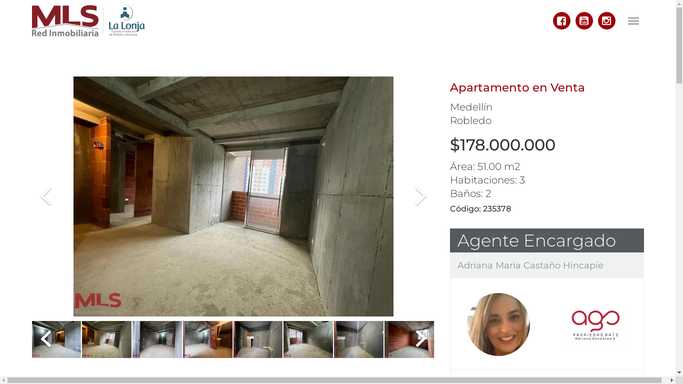 MLS
Red Inmobiliaria
La Lonja
Apartamento en Venta
Medellín
Robledo
$178.000.000
Área: 51.00 m2
Habitaciones: 3
Baños: 2
Código: 235378
Agente Encargado
Adriana Maria Castaño Hincapie
ago
MLS